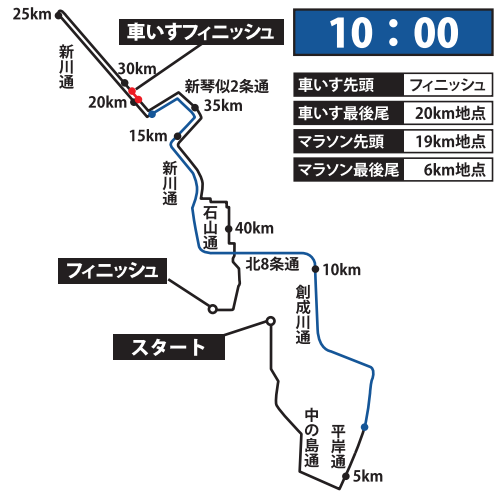 25km
車いすフィニッシュ
10：00
新川通
30km
新琴似2条通
20km
35km
15km
車いす先頭 フィニッシュ
車いす最後尾 20km地点
マラソン先頭 19km地点
マラソン最後尾 6km地点
新川通
石山通
40km
北8条通
10km
フィニッシュ
創成川通
スタート
中の島通
平岸通
5km